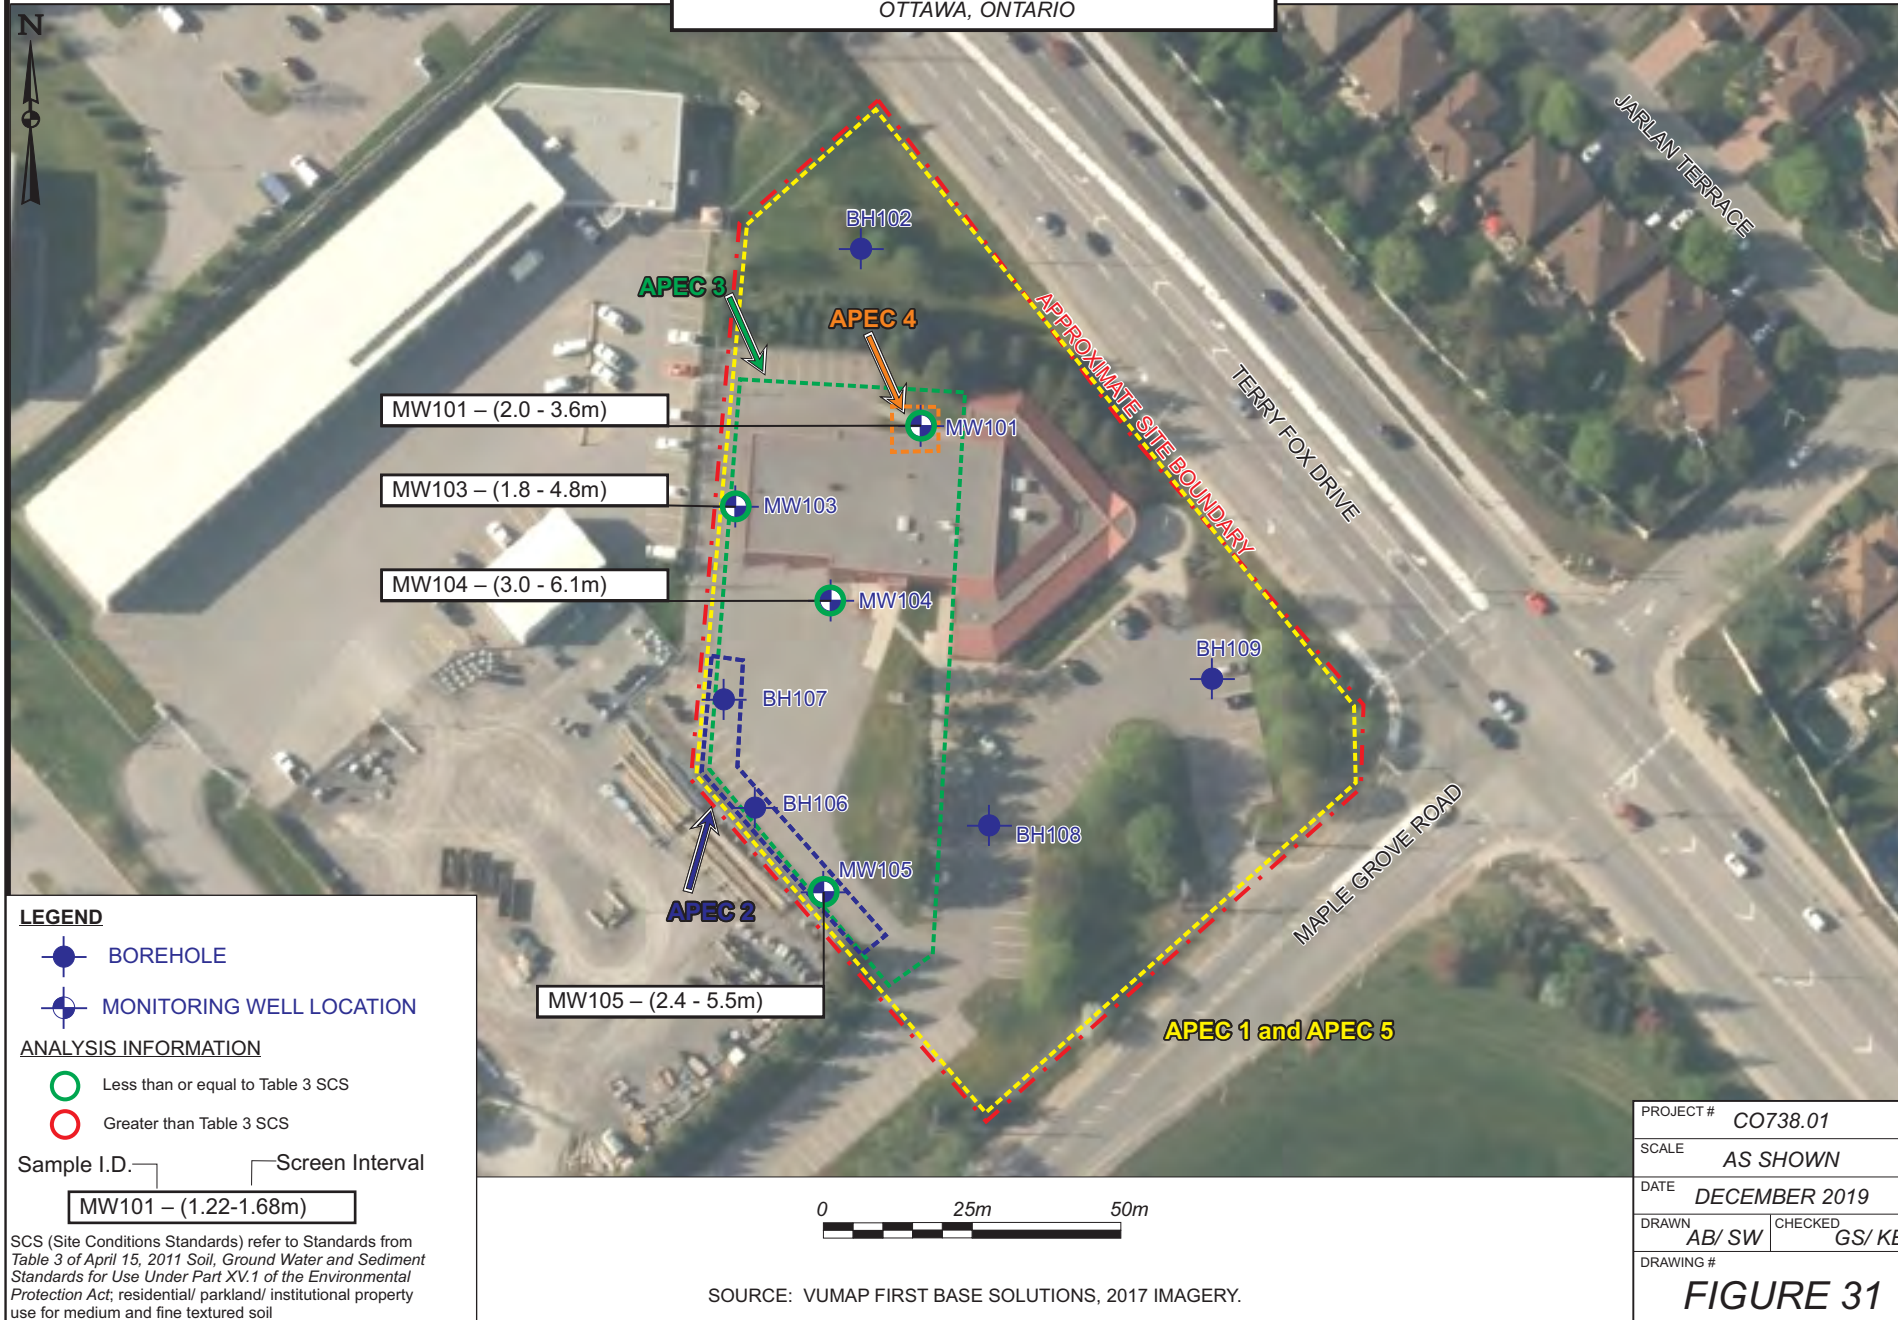 OTTAWA, ONTARIO
N
JARLAN TERRACE
BH102
APEC 3
APEC 4
APPROXIMATE SITE BOUNDARY
TERRY FOX DRIVE
MW101 – (2.0 - 3.6m)
MW101
MW103 – (1.8 - 4.8m)
MW103
MW104 – (3.0 - 6.1m)
MW104
BH109
BH107
BH106
BH108
MAPLE GROVE ROAD
MW105
APEC 2
MW105 – (2.4 - 5.5m)
APEC 1 and APEC 5
LEGEND
BOREHOLE
MONITORING WELL LOCATION
ANALYSIS INFORMATION
Less than or equal to Table 3 SCS
Greater than Table 3 SCS
Sample I.D.
Screen Interval
MW101 – (1.22-1.68m)
SCS (Site Conditions Standards) refer to Standards from
Table 3 of April 15, 2011 Soil, Ground Water and Sediment
Standards for Use Under Part XV.1 of the Environmental
Protection Act; residential/ parkland/ institutional property
use for medium and fine textured soil
0 25m 50m
SOURCE: VUMAP FIRST BASE SOLUTIONS, 2017 IMAGERY.
PROJECT # CO738.01
SCALE AS SHOWN
DATE DECEMBER 2019
DRAWN AB/ SW CHECKED GS/
DRAWING #
FIGURE 31